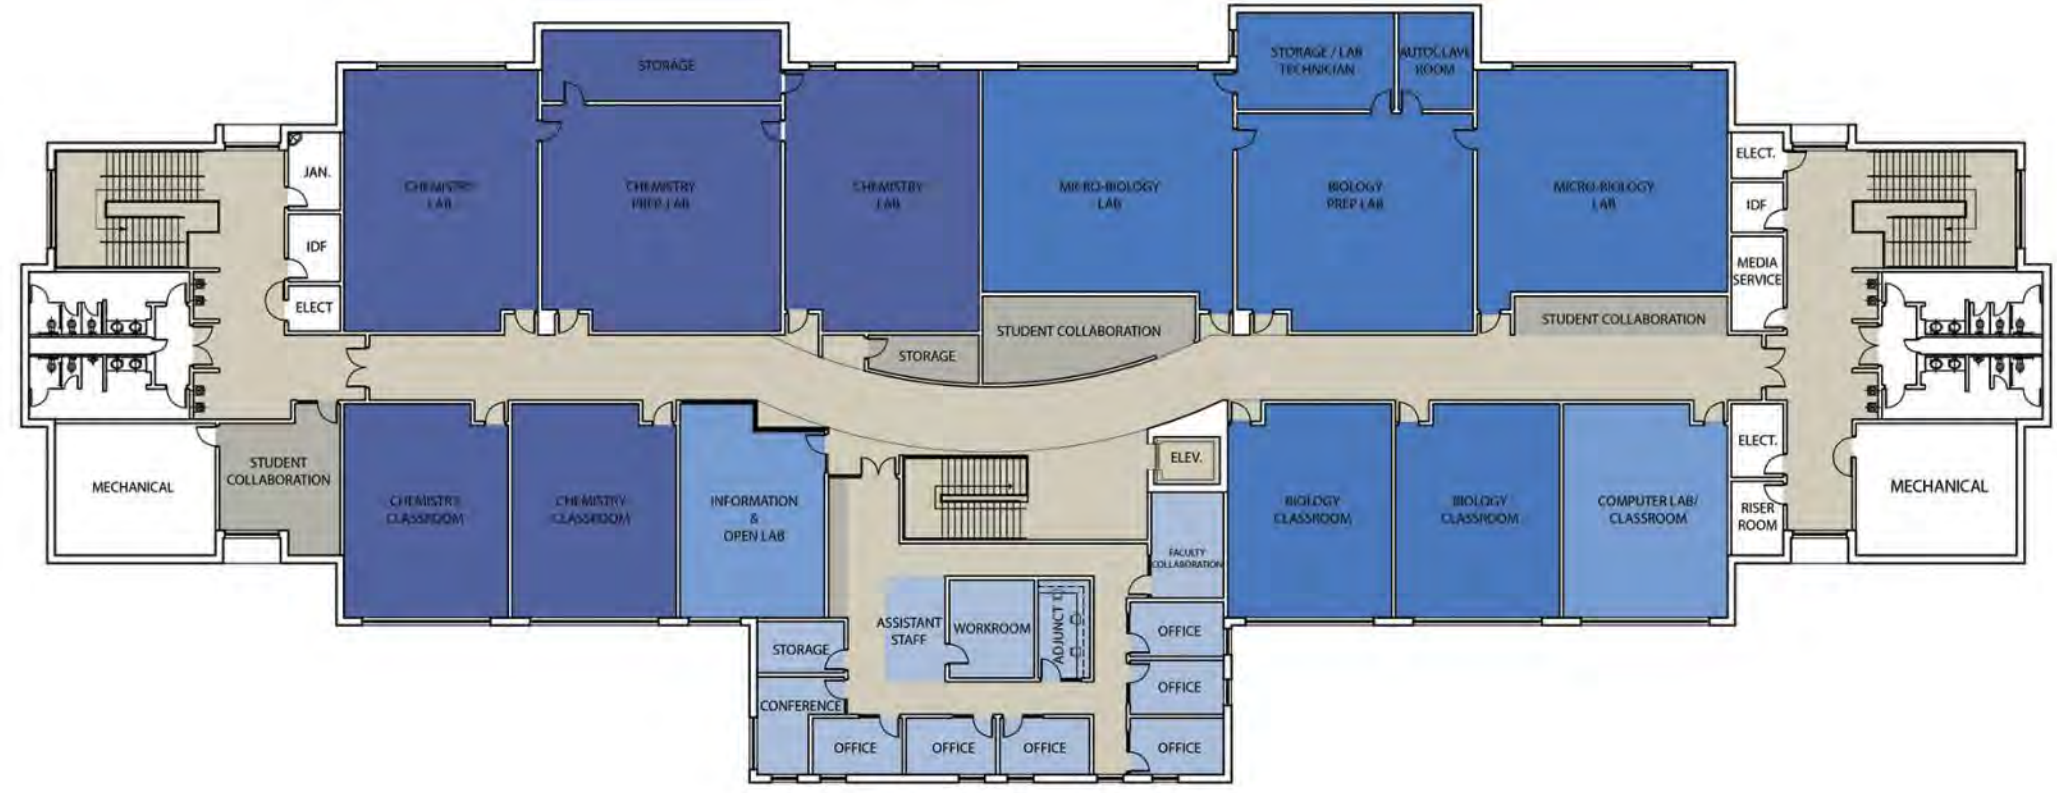 STORAGE
STORAGE / LAB
TECHNICIAN
AUTOCLAVE
ROOM
JAN.
CHEMISTRY
LAB
CHEMISTRY
PREP LAB
CHEMISTRY
LAB
MICRO-BIOLOGY
LAB
BIOLOGY
PREP LAB
MICRO-BIOLOGY
LAB
ELECT.
IDF
IDF
MEDIA
SERVICE
ELECT
STUDENT COLLABORATION
STUDENT COLLABORATION
STORAGE
MECHANICAL
STUDENT
COLLABORATION
CHEMISTRY
CLASSROOM
CHEMISTRY
CLASSROOM
INFORMATION
&
OPEN LAB
ELEV.
BIOLOGY
CLASSROOM
BIOLOGY
CLASSROOM
COMPUTER LAB/
CLASSROOM
ELECT.
RISER
ROOM
MECHANICAL
FACULTY
COLLABORATION
ASSISTANT
STAFF
WORKROOM
ADJUNCT
OFFICE
STORAGE
OFFICE
CONFERENCE
OFFICE
OFFICE
OFFICE
OFFICE